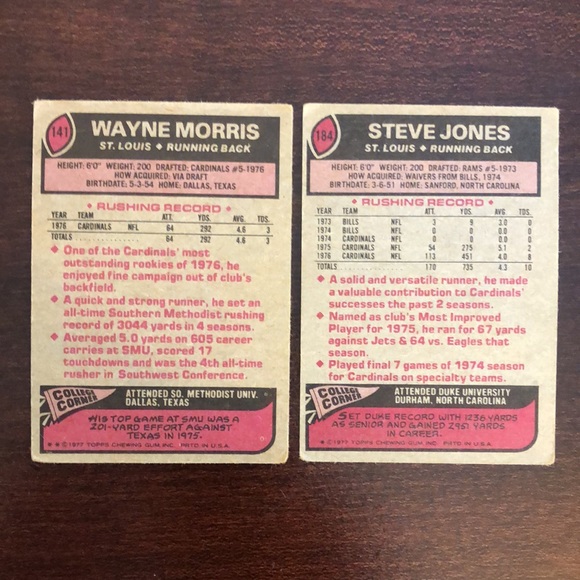 141
WAYNE MORRIS
ST. LOUIS ◆ RUNNING BACK
HEIGHT: 6'0" WEIGHT: 200 DRAFTED: CARDINALS #5-1976
HOW ACQUIRED: VIA DRAFT
BIRTHDATE: 5-3-54 HOME: DALLAS, TEXAS
◆ RUSHING RECORD ◆
YEAR TEAM ATT. YDS. AVG. TDS.
1976 CARDINALS NFL 64 292 4.6 3
TOTALS 64 292 4.6 3
◆ One of the Cardinals' most
outstanding rookies of 1976, he
enjoyed fine campaign out of club's
backfield.
◆ A quick and strong runner, he set an
all-time Southern Methodist rushing
record of 3044 yards in 4 seasons.
◆ Averaged 5.0 yards on 605 career
carries at SMU, scored 17
touchdowns and was the 4th all-time
rusher in Southwest Conference.
COLLEGE
CORNER
ATTENDED SO. METHODIST UNIV.
DALLAS, TEXAS
HIS TOP GAME AT SMU WAS A
201-YARD EFFORT AGAINST
TEXAS IN 1975.
* * © 1977 TOPPS CHEWING GUM, INC. PRTD IN U.S.A.
184
STEVE JONES
ST. LOUIS ◆ RUNNING BACK
HEIGHT: 6'0" WEIGHT: 200 DRAFTED: RAMS #5-1973
HOW ACQUIRED: WAIVERS FROM BILLS, 1974
BIRTHDATE: 3-6-51 HOME: SANFORD, NORTH CAROLINA
◆ RUSHING RECORD ◆
YEAR TEAM ATT. YDS. AVG. TDS.
1973 BILLS NFL 3 9 3.0 0
1974 BILLS NFL 0 0 0.0 0
1974 CARDINALS NFL 0 0 0.0 0
1975 CARDINALS NFL 54 275 5.1 2
1976 CARDINALS NFL 113 451 4.0 8
TOTALS 170 735 4.3 10
◆ A solid and versatile runner, he made
a valuable contribution to Cardinals'
successes the past 2 seasons.
◆ Named as club's Most Improved
Player for 1975, he ran for 67 yards
against Jets & 64 vs. Eagles that
season.
◆ Played final 7 games of 1974 season
for Cardinals on specialty teams.
COLLEGE
CORNER
ATTENDED DUKE UNIVERSITY
DURHAM, NORTH CAROLINA
SET DUKE RECORD WITH 1236 YARDS
AS SENIOR AND GAINED 2951 YARDS
IN CAREER.
* * © 1977 TOPPS CHEWING GUM, INC. PRTD IN U.S.A.